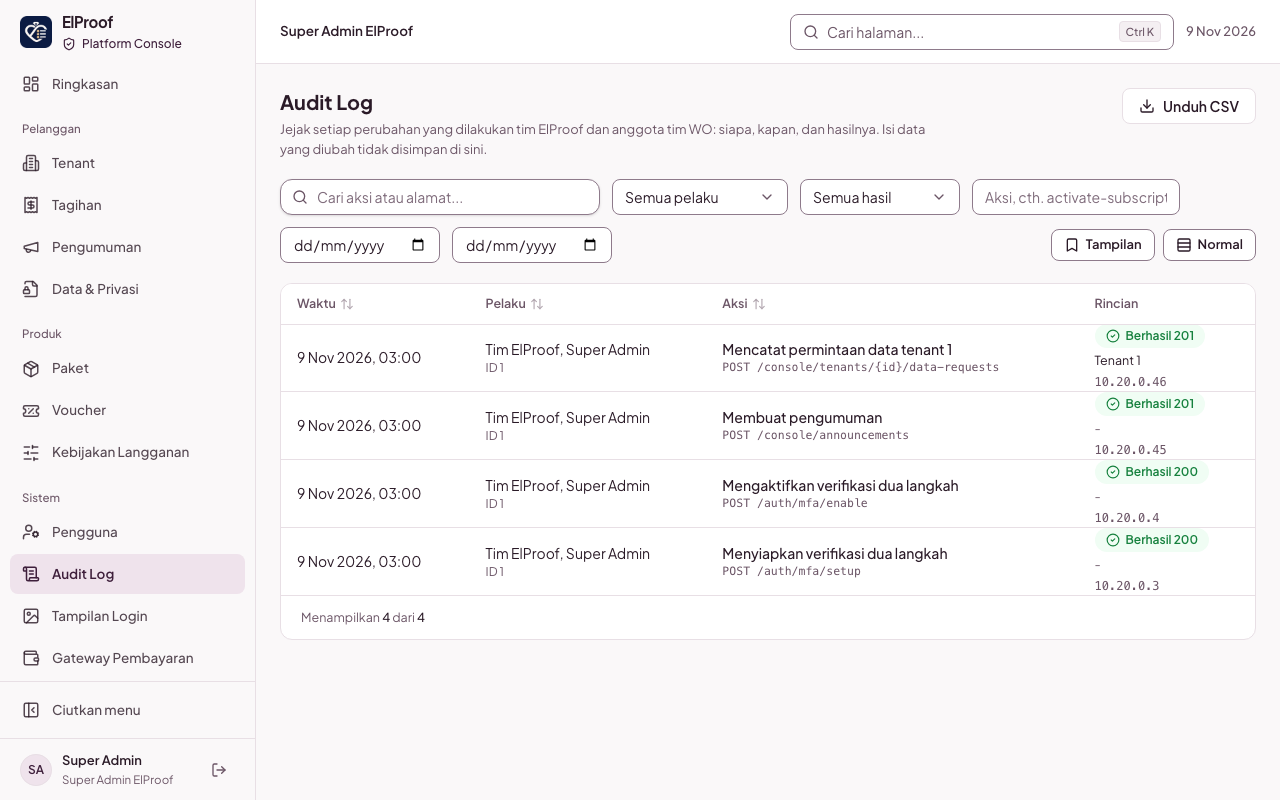 ElProof
Platform Console
Ringkasan
Pelanggan
Tenant
Tagihan
Pengumuman
Data & Privasi
Produk
Paket
Voucher
Kebijakan Langganan
Sistem
Pengguna
Audit Log
Tampilan Login
Gateway Pembayaran
Ciutkan menu
SA
Super Admin
Super Admin ElProof
Super Admin ElProof
Cari halaman...
Ctrl K
9 Nov 2026
Audit Log
Jejak setiap perubahan yang dilakukan tim ElProof dan anggota tim WO: siapa, kapan, dan hasilnya. Isi data
yang diubah tidak disimpan di sini.
Unduh CSV
Cari aksi atau alamat...
Semua pelaku
Semua hasil
Aksi, cth. activate-subscript
dd/mm/yyyy
dd/mm/yyyy
Tampilan
Normal
Waktu
Pelaku
Aksi
Rincian
9 Nov 2026, 03:00
Tim ElProof, Super Admin
ID 1
Mencatat permintaan data tenant 1
POST /console/tenants/{id}/data-requests
Berhasil 201
Tenant 1
10.20.0.46
9 Nov 2026, 03:00
Tim ElProof, Super Admin
ID 1
Membuat pengumuman
POST /console/announcements
Berhasil 201
-
10.20.0.45
9 Nov 2026, 03:00
Tim ElProof, Super Admin
ID 1
Mengaktifkan verifikasi dua langkah
POST /auth/mfa/enable
Berhasil 200
-
10.20.0.4
9 Nov 2026, 03:00
Tim ElProof, Super Admin
ID 1
Menyiapkan verifikasi dua langkah
POST /auth/mfa/setup
Berhasil 200
-
10.20.0.3
Menampilkan 4 dari 4